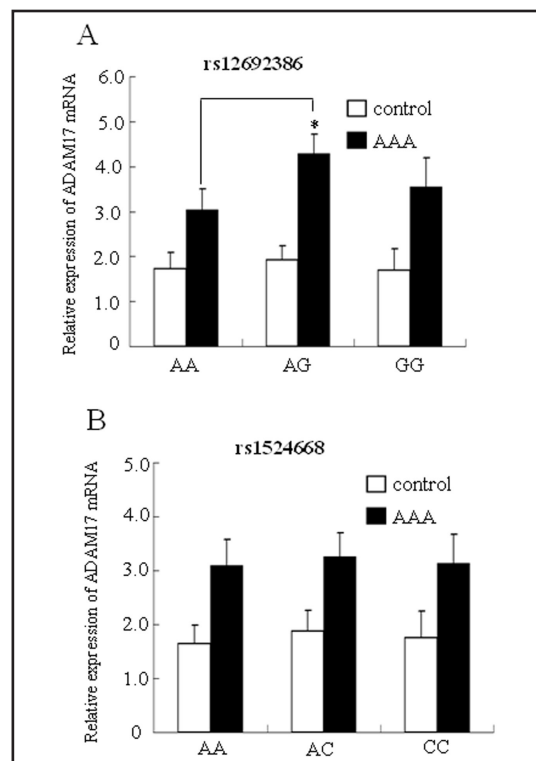 A
rs12692386
Relative expression of ADAM17 mRNA
6.0
5.0
4.0
3.0
2.0
1.0
0
control
AAA
*
AA AG GG
B
rs1524668
Relative expression of ADAM17 mRNA
5.0
4.0
3.0
2.0
1.0
0
control
AAA
AA AC CC